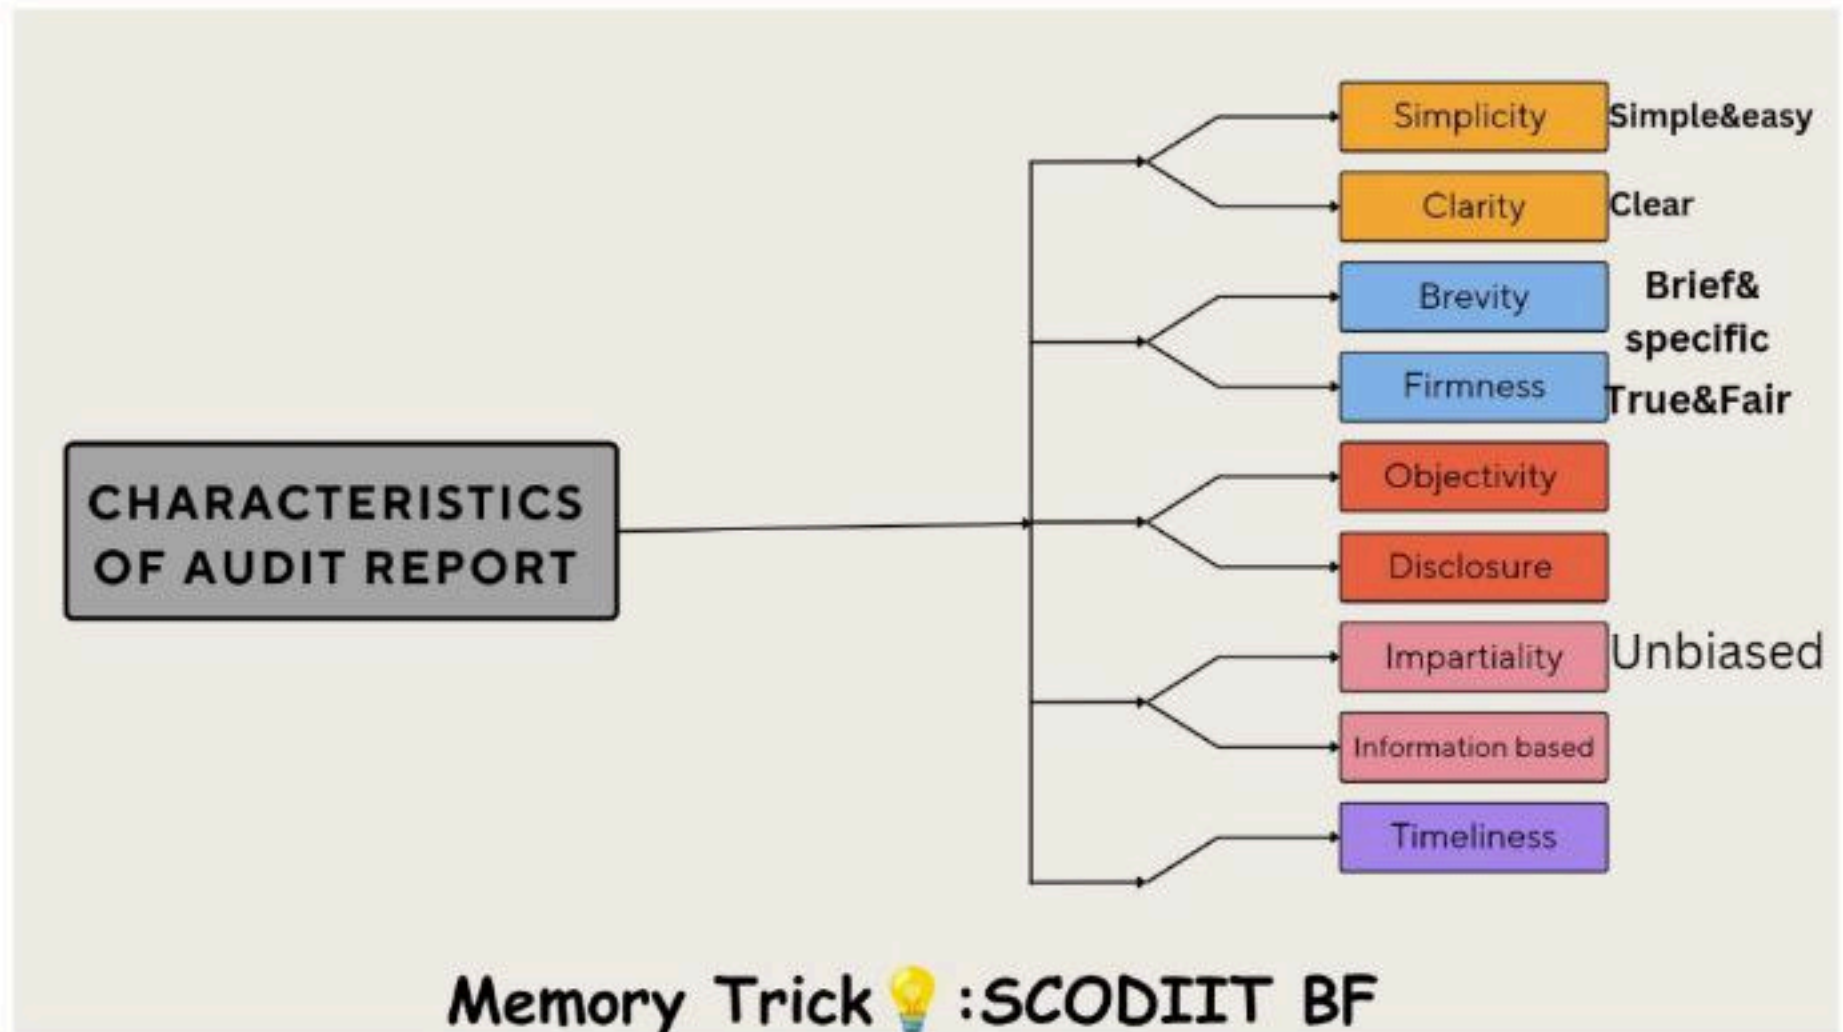 CHARACTERISTICS
OF AUDIT REPORT
Simplicity Simple&easy
Clarity Clear
Brevity Brief&
specific
Firmness True&Fair
Objectivity
Disclosure
Impartiality Unbiased
Information based
Timeliness
Memory Trick💡:SCODIIT BF